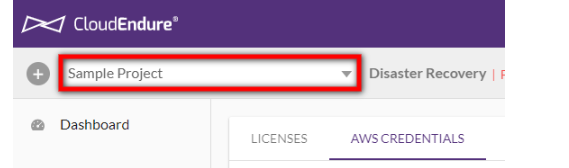 CloudEndure®
Sample Project
Disaster Recovery |
Dashboard
LICENSES AWS CREDENTIALS